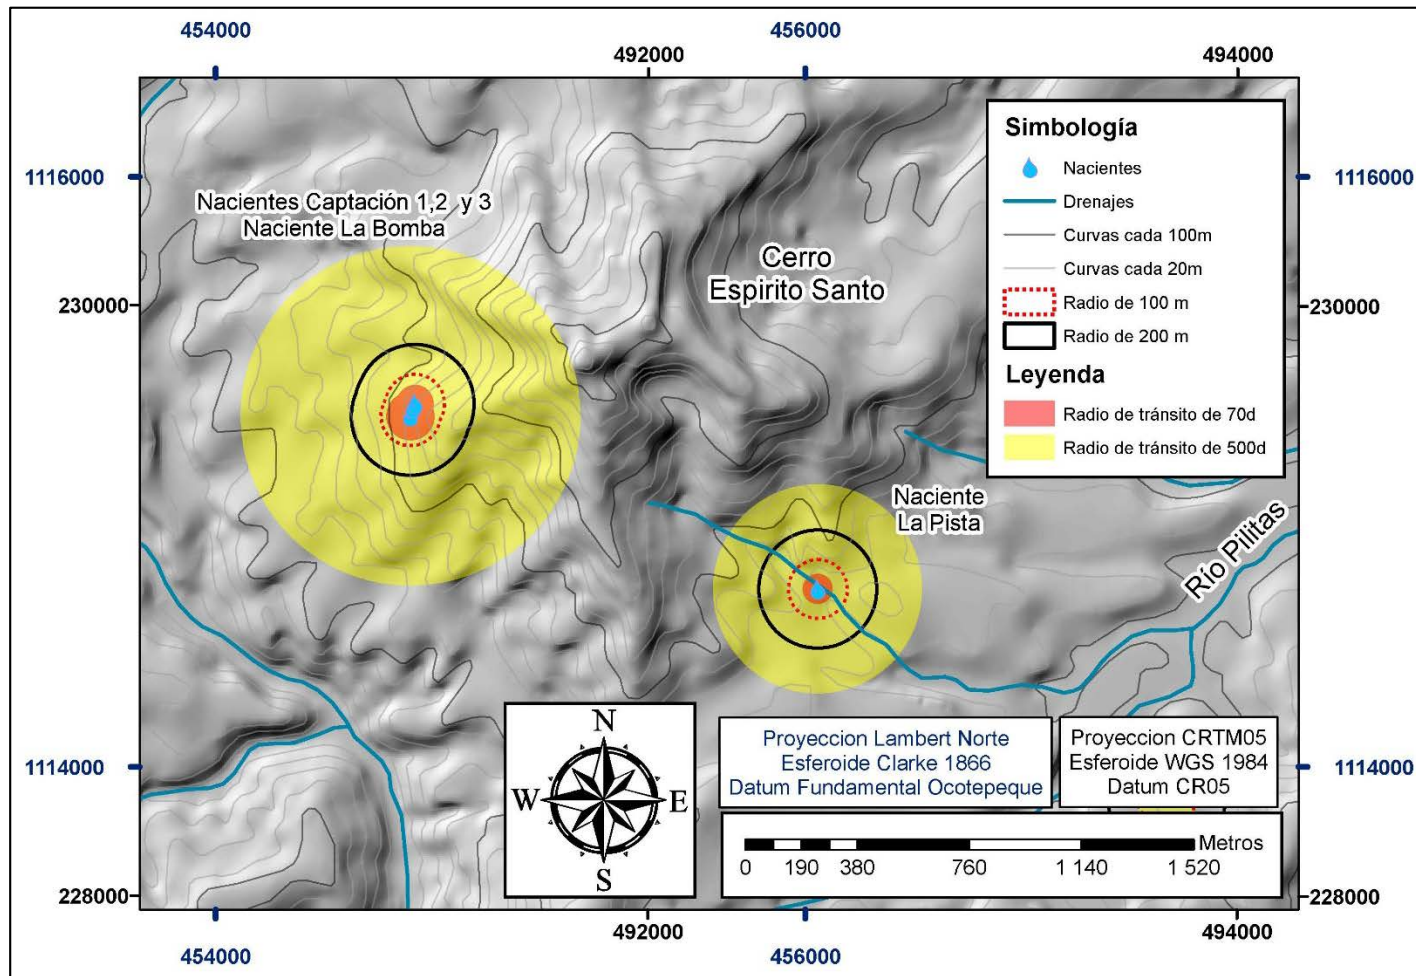 454000
456000
492000
494000
Simbología
Nacientes
Drenajes
Curvas cada 100m
Curvas cada 20m
Radio de 100 m
Radio de 200 m
Leyenda
Radio de tránsito de 70d
Radio de tránsito de 500d
1116000
1116000
Nacientes Captación 1,2 y 3
Naciente La Bomba
Cerro
Espirito Santo
230000
230000
Naciente
La Pista
Río Pilitas
N
W
E
S
Proyeccion Lambert Norte
Esferoide Clarke 1866
Datum Fundamental Ocotepeque
Proyeccion CRTM05
Esferoide WGS 1984
Datum CR05
1114000
1114000
Metros
0 190 380 760 1 140 1 520
228000
228000
492000
494000
454000
456000